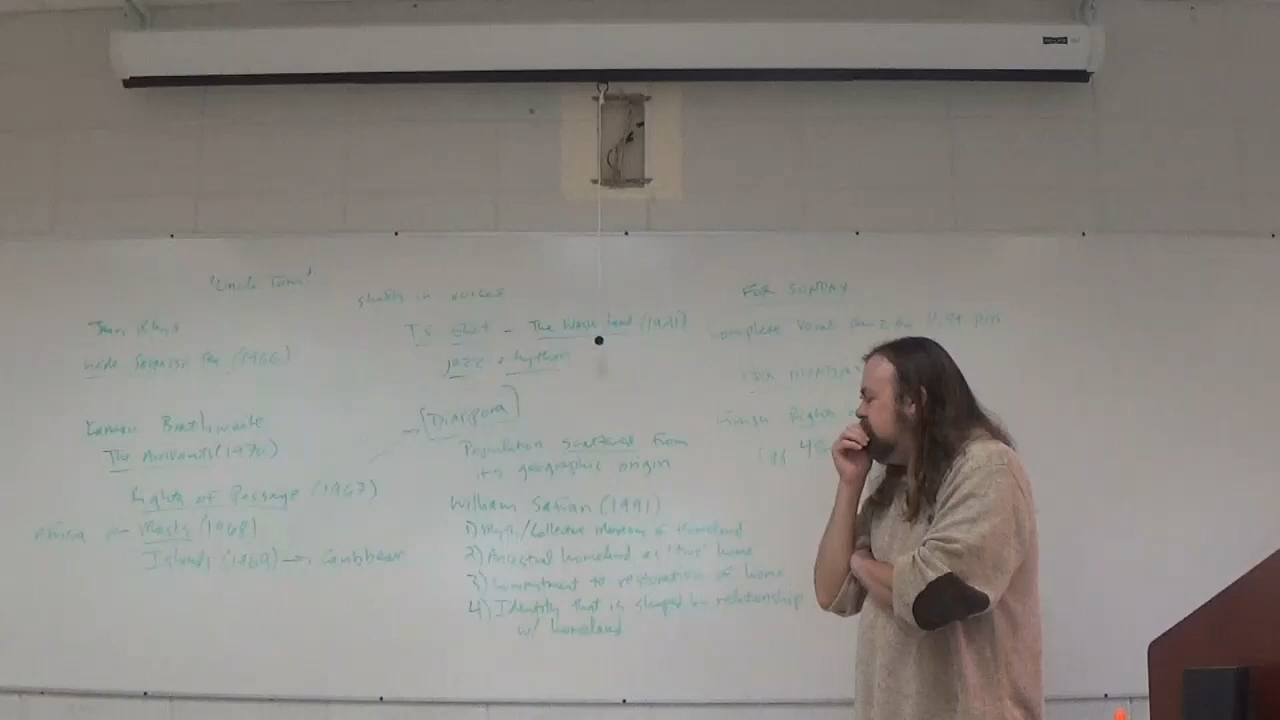 "Uncle Tom"
Jean Rhys
Wide Sargasso Sea (1966)
Kamau Brathwaite
The Arrivants (1973)
Rights of Passage (1967)
Africa ← Masks (1968)
Islands (1969) → Caribbean
in voices
T.S. Eliot - The Waste Land (1921)
jazz + rhythm
[Diaspora]
Population scattered from
its geographic origin
William Safran (1991)
1) Myth/Collective Memory of Homeland
2) Ancestral homeland as 'true' home
3) Commitment to restoration of home
4) Identity that is shaped by relationship
w/ homeland
FOR SUNDAY
Complete